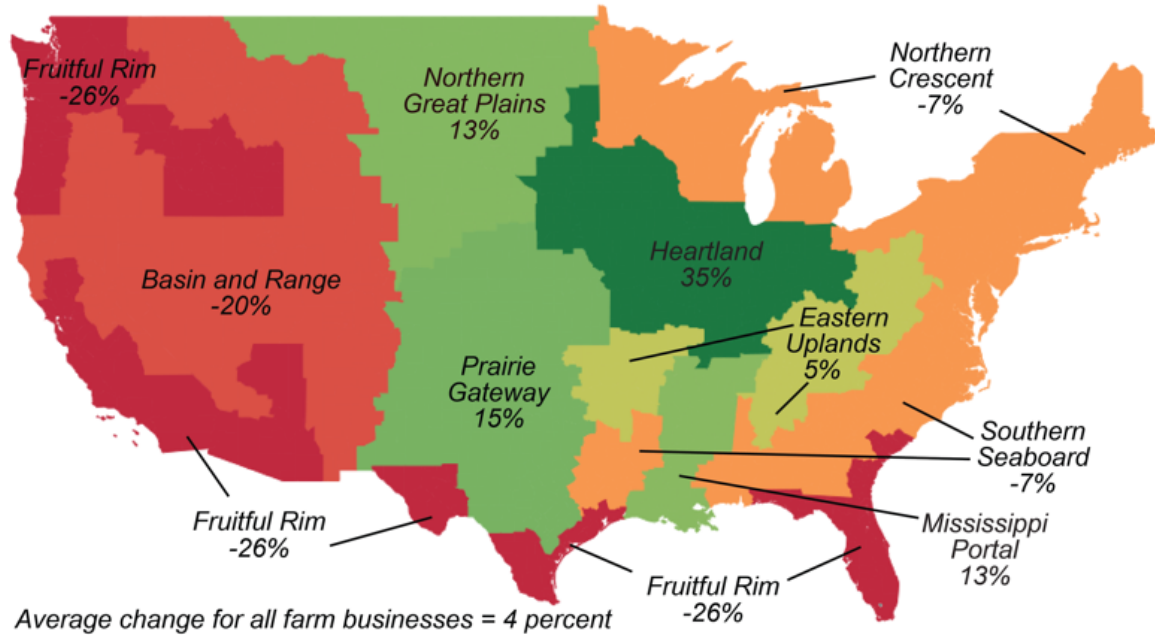 Fruitful Rim
-26%
Northern
Great Plains
13%
Northern
Crescent
-7%
Basin and Range
-20%
Heartland
35%
Eastern
Uplands
5%
Prairie
Gateway
15%
Southern
Seaboard
-7%
Fruitful Rim
-26%
Mississippi
Portal
13%
Fruitful Rim
-26%
Average change for all farm businesses = 4 percent